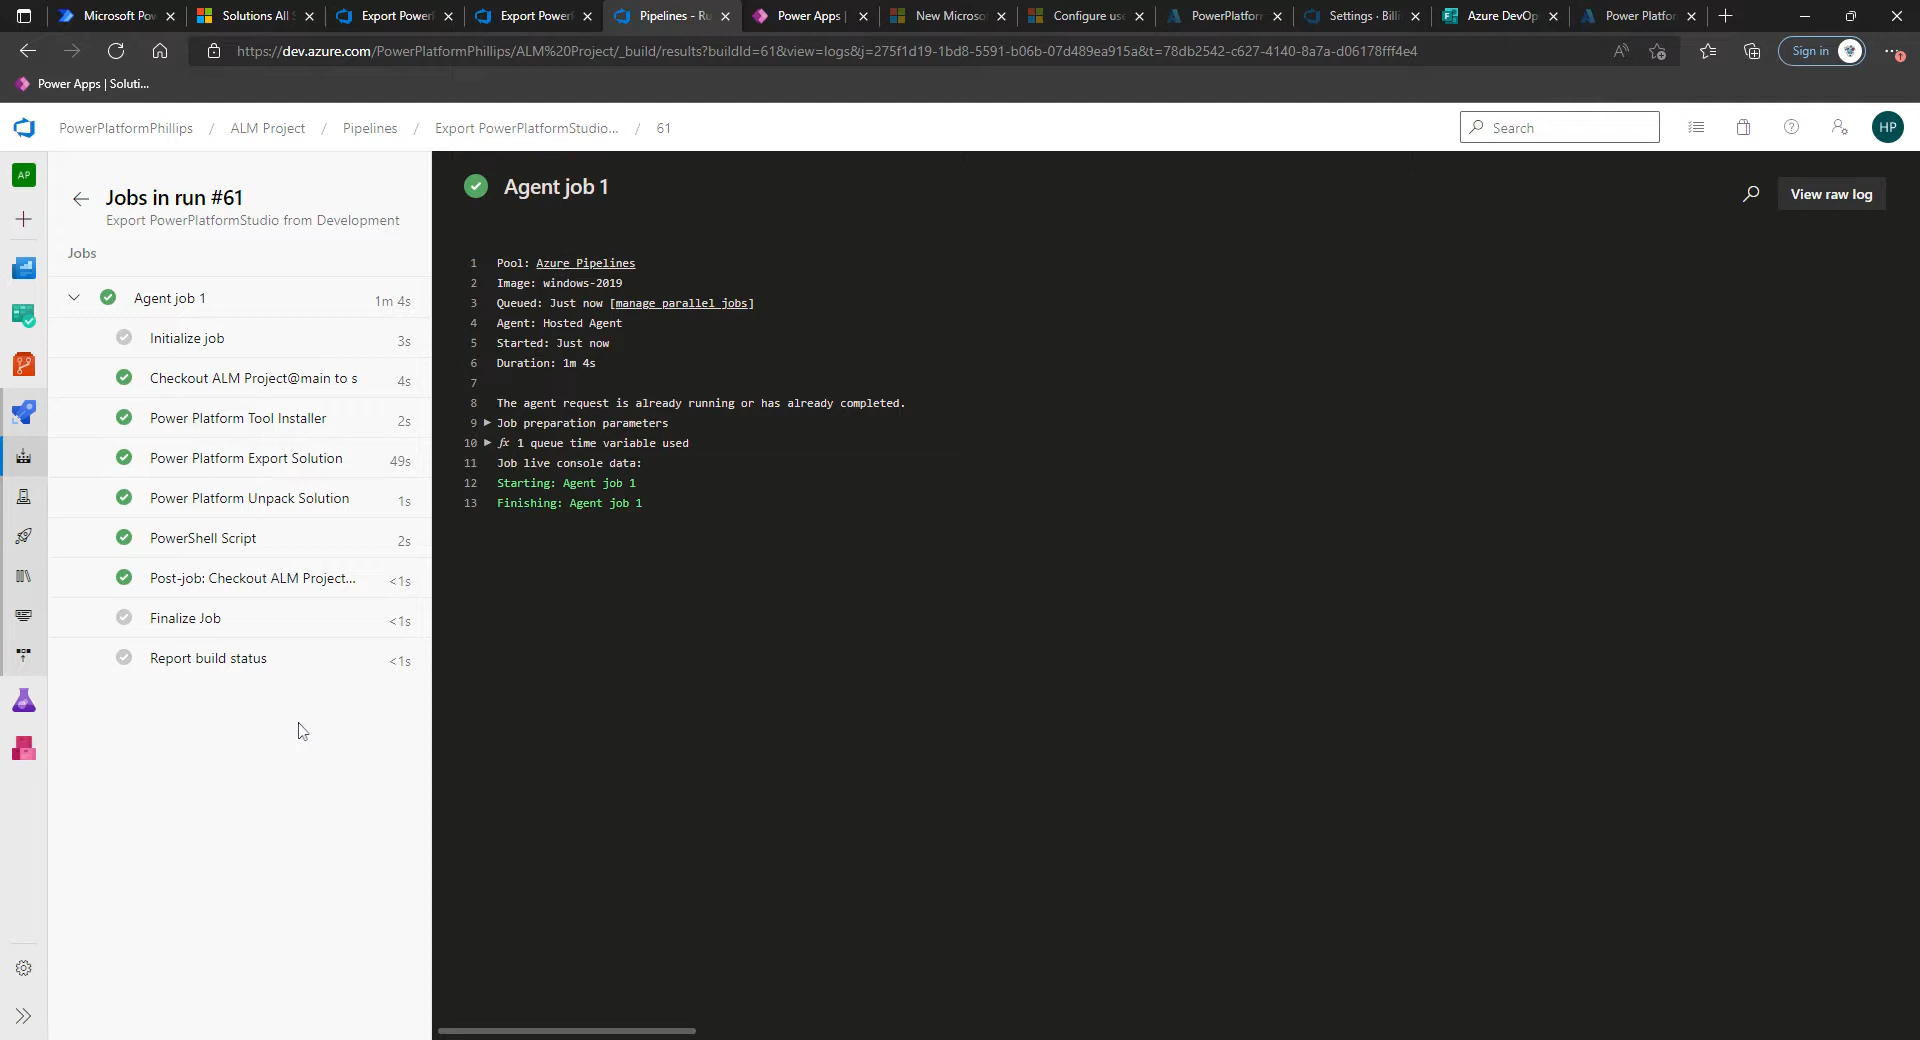 Microsoft Pow
Solutions All S
Export PowerP
Export PowerP
Pipelines - Ru
Power Apps |
New Microso
Configure use
PowerPlatfor
Settings · Billi
Azure DevOp
Power Platfor
https://dev.azure.com/PowerPlatformPhillips/ALM%20Project/_build/results?buildId=61&view=logs&j=275f1d19-1bd8-5591-b06b-07d489ea915a&t=78db2542-c627-4140-8a7a-d06178fff4e4
Sign in
Power Apps | Soluti...
PowerPlatformPhillips / ALM Project / Pipelines / Export PowerPlatformStudio... / 61
Search
HP
AP
Jobs in run #61
Export PowerPlatformStudio from Development
Jobs
Agent job 1 1m 4s
Initialize job 3s
Checkout ALM Project@main to s 4s
Power Platform Tool Installer 2s
Power Platform Export Solution 49s
Power Platform Unpack Solution 1s
PowerShell Script 2s
Post-job: Checkout ALM Project... <1s
Finalize Job <1s
Report build status <1s
Agent job 1
View raw log
1 Pool: Azure Pipelines
2 Image: windows-2019
3 Queued: Just now [manage parallel jobs]
4 Agent: Hosted Agent
5 Started: Just now
6 Duration: 1m 4s
7
8 The agent request is already running or has already completed.
9 Job preparation parameters
10 fx 1 queue time variable used
11 Job live console data:
12 Starting: Agent job 1
13 Finishing: Agent job 1